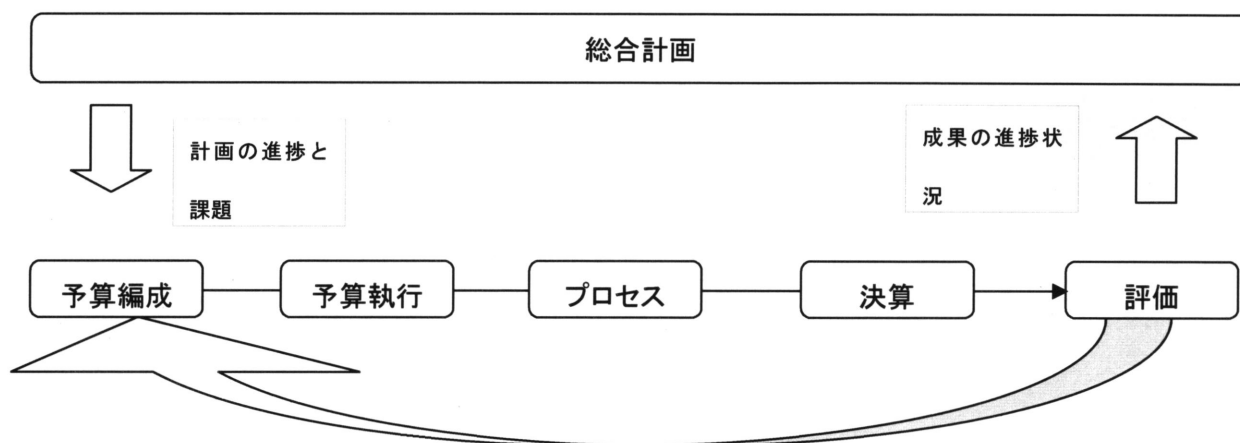 総合計画
計画の進捗と
課題
成果の進捗状
況
予算編成
予算執行
プロセス
決算
評価